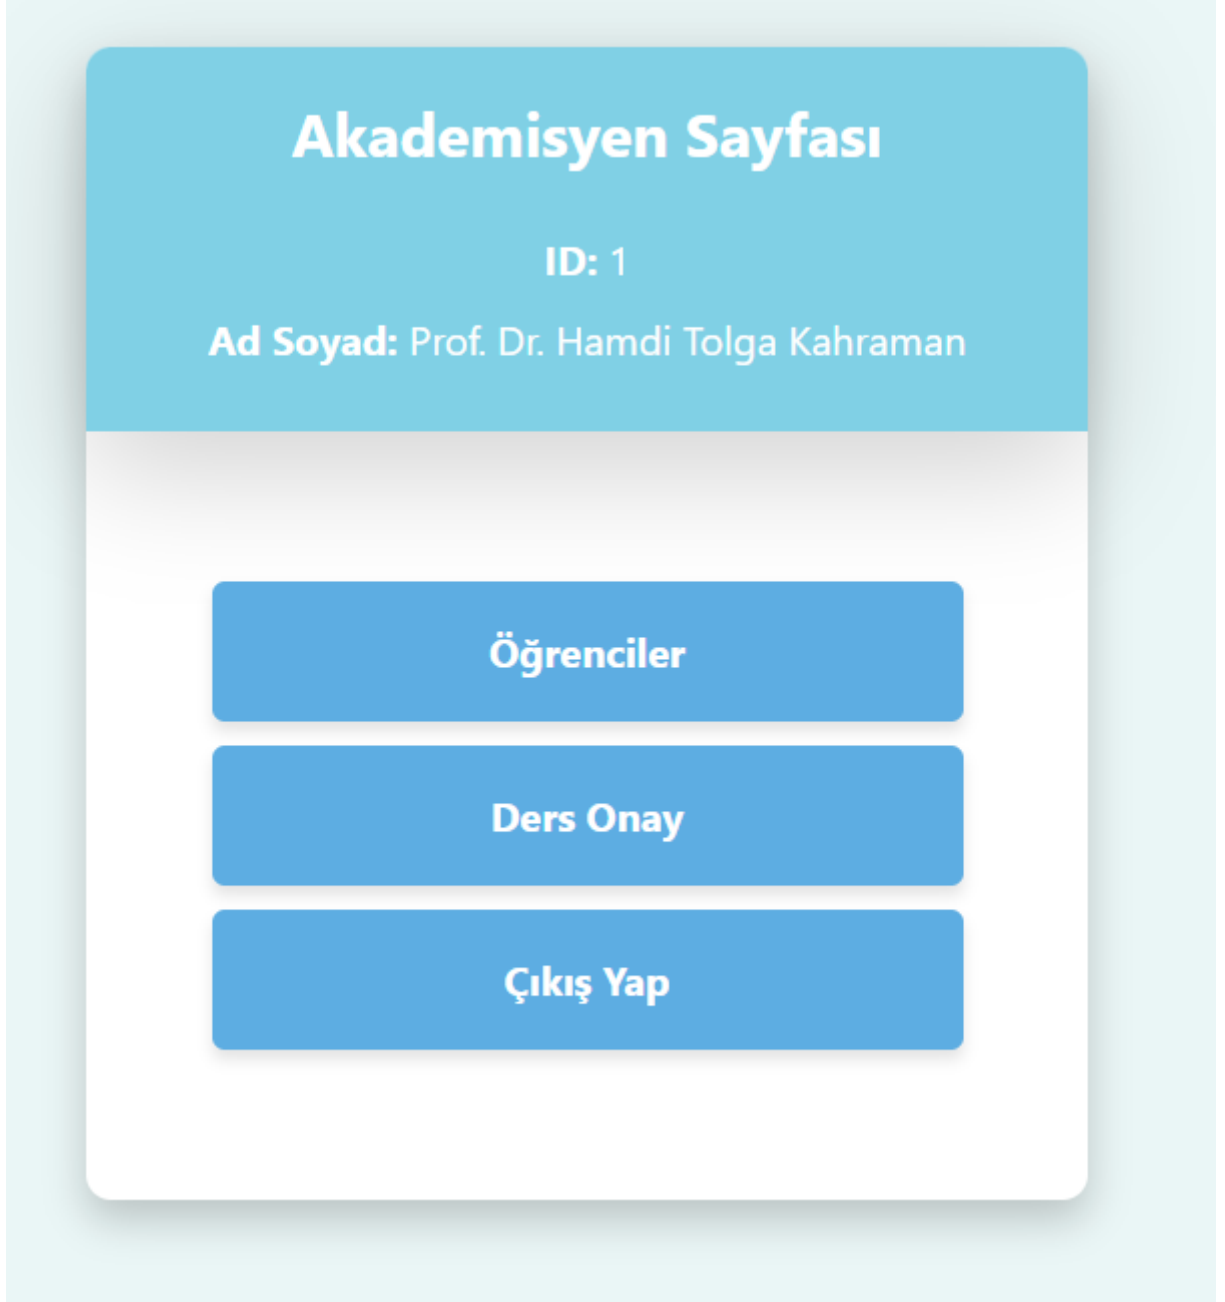 Akademisyen Sayfası
ID: 1
Ad Soyad: Prof. Dr. Hamdi Tolga Kahraman
Öğrenciler
Ders Onay
Çıkış Yap